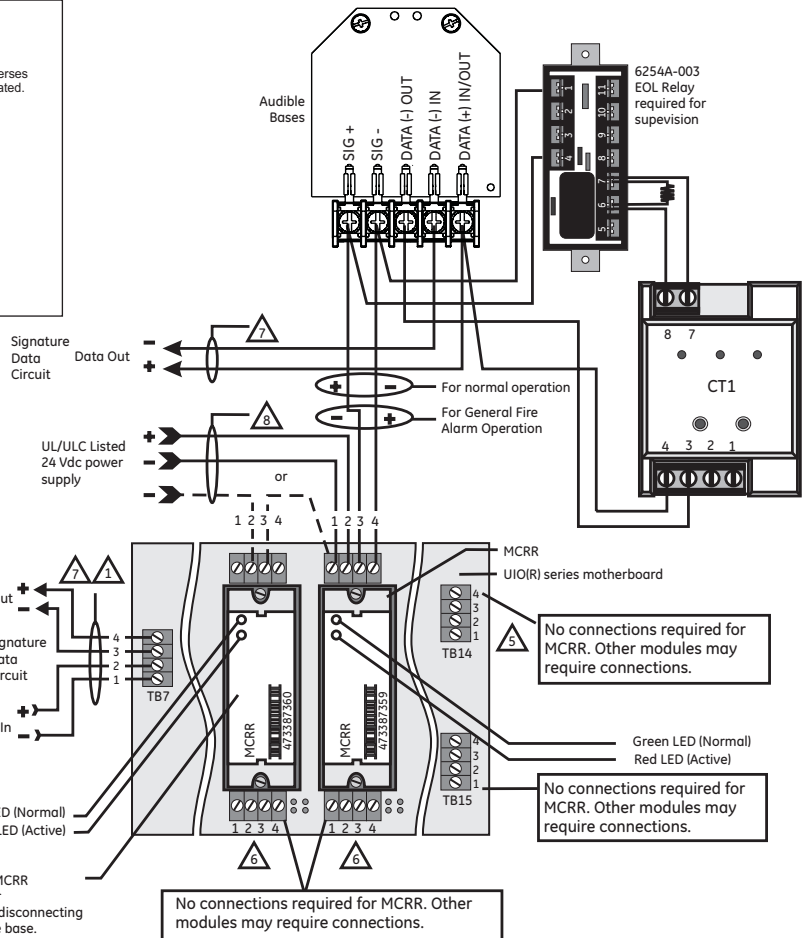 erses
ated.
Audible
Bases
SIG +
SIG -
DATA (-) OUT
DATA (-) IN
DATA (+) IN/OUT
1
2
3
4
11
10
9
8
7
6
5
6254A-003
EOL Relay
required for
supevision
8 7
CT1
4 3 2 1
Signature
Data
Circuit
Data Out
-
+
7
+ -
For normal operation
- +
For General Fire
Alarm Operation
8
UL/ULC Listed
24 Vdc power
supply
+
-
-
or
1 2 3 4
1 2 3 4
MCRR
UIO(R) series motherboard
7 1
ut
+
-
gnature
ata
rcuit
+
In
-
4
3
2
1
TB7
4
3
2
1
TB14
5
No connections required for
MCRR. Other modules may
require connections.
MCRR
473387360
MCRR
473387359
Green LED (Normal)
Red LED (Active)
4
3
2
1
TB15
No connections required for
MCRR. Other modules may
require connections.
ED (Normal)
LED (Active)
1 2 3 4
1 2 3 4
6
6
MCRR
disconnecting
e base.
No connections required for MCRR. Other
modules may require connections.